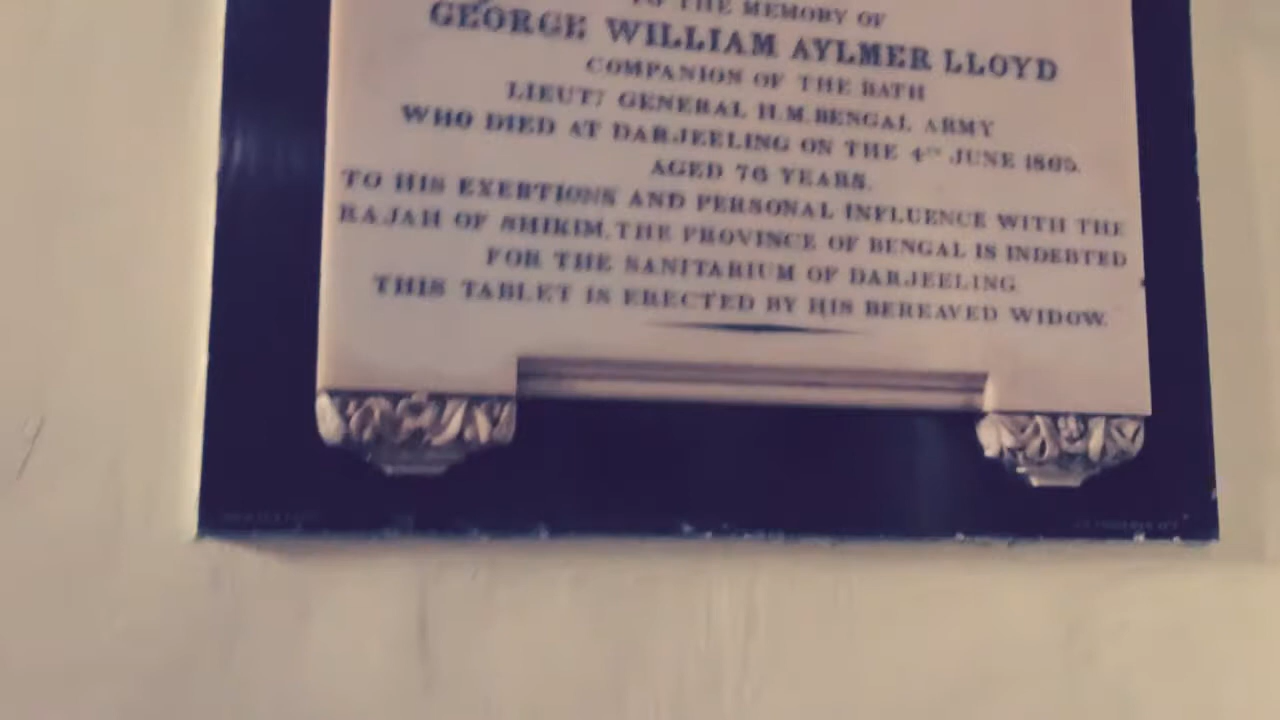 TO THE MEMORY OF
GEORGE WILLIAM AYLMER LLOYD
COMPANION OF THE BATH
LIEUT: GENERAL H.M. BENGAL ARMY
WHO DIED AT DARJEELING ON THE 4TH JUNE 1865.
AGED 76 YEARS.
TO HIS EXERTIONS AND PERSONAL INFLUENCE WITH THE
RAJAH OF SHIKIM, THE PROVINCE OF BENGAL IS INDEBTED
FOR THE SANITARIUM OF DARJEELING.
THIS TABLET IS ERECTED BY HIS BEREAVED WIDOW.